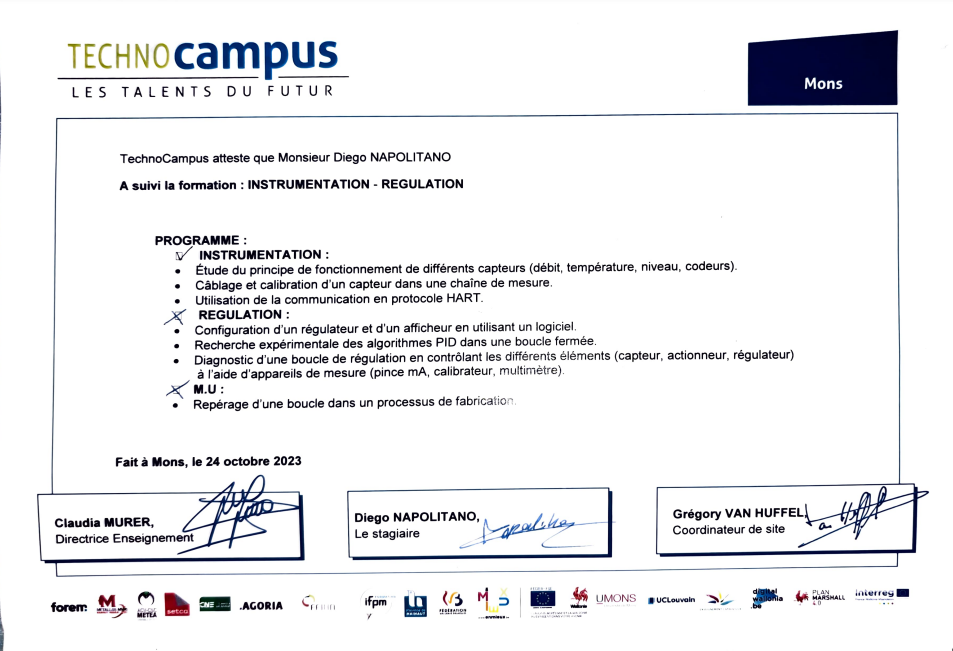 TECHNOcampus
LES TALENTS DU FUTUR
Mons
TechnoCampus atteste que Monsieur Diego NAPOLITANO
A suivi la formation : INSTRUMENTATION - REGULATION
PROGRAMME :
INSTRUMENTATION :
• Étude du principe de fonctionnement de différents capteurs (débit, température, niveau, codeurs).
• Câblage et calibration d'un capteur dans une chaîne de mesure.
• Utilisation de la communication en protocole HART.
REGULATION :
• Configuration d'un régulateur et d'un afficheur en utilisant un logiciel.
• Recherche expérimentale des algorithmes PID dans une boucle fermée.
• Diagnostic d'une boucle de régulation en contrôlant les différents éléments (capteur, actionneur, régulateur)
à l'aide d'appareils de mesure (pince mA, calibrateur, multimètre).
M.U :
• Repérage d'une boucle dans un processus de fabrication.
Fait à Mons, le 24 octobre 2023
Claudia MURER,
Directrice Enseignement
Diego NAPOLITANO,
Le stagiaire
Napolitano
Grégory VAN HUFFEL,
Coordinateur de site
forem
METEA
setca
CNE
.AGORIA
ifpm
UMONS
UCLouvain
digital
wallonia
.be
PLAN
MARSHALL
4.0
interreg